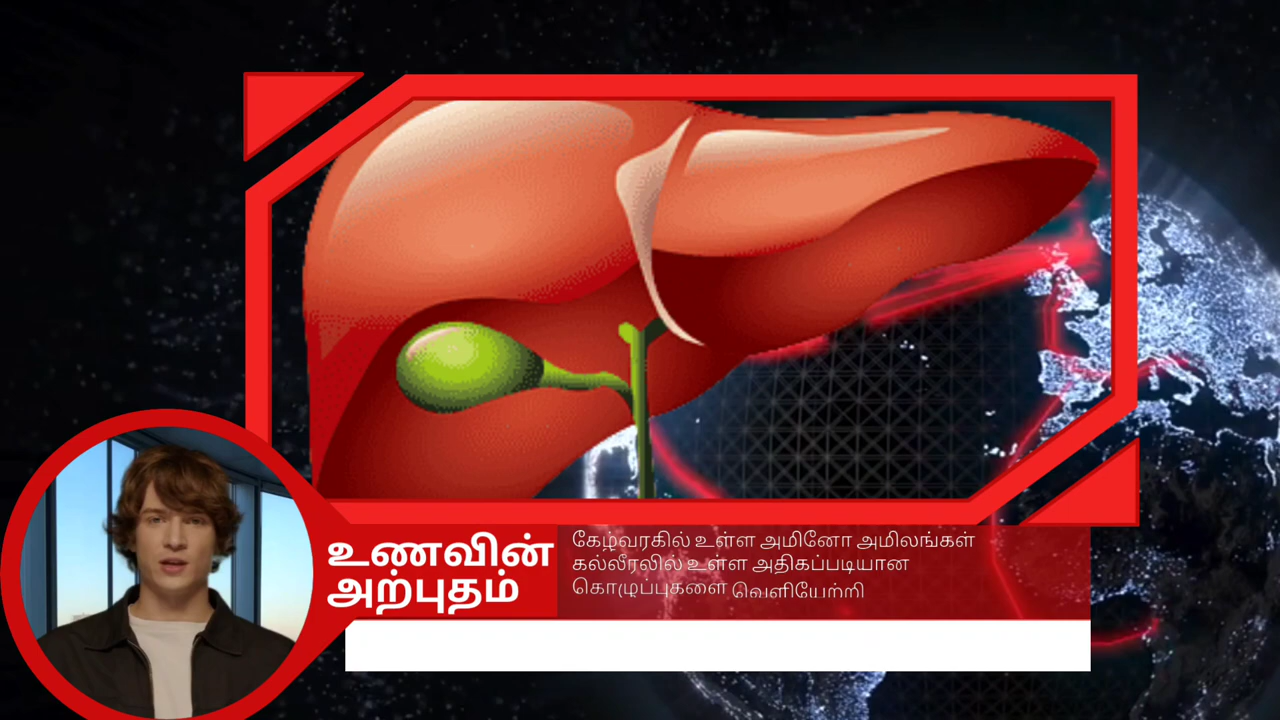 உணவின்
அற்புதம்
கேழ்வரகில் உள்ள அமினோ அமிலங்கள்
கல்லீரலில் உள்ள அதிகப்படியான
கொழுப்புகளை வெளியேற்றி